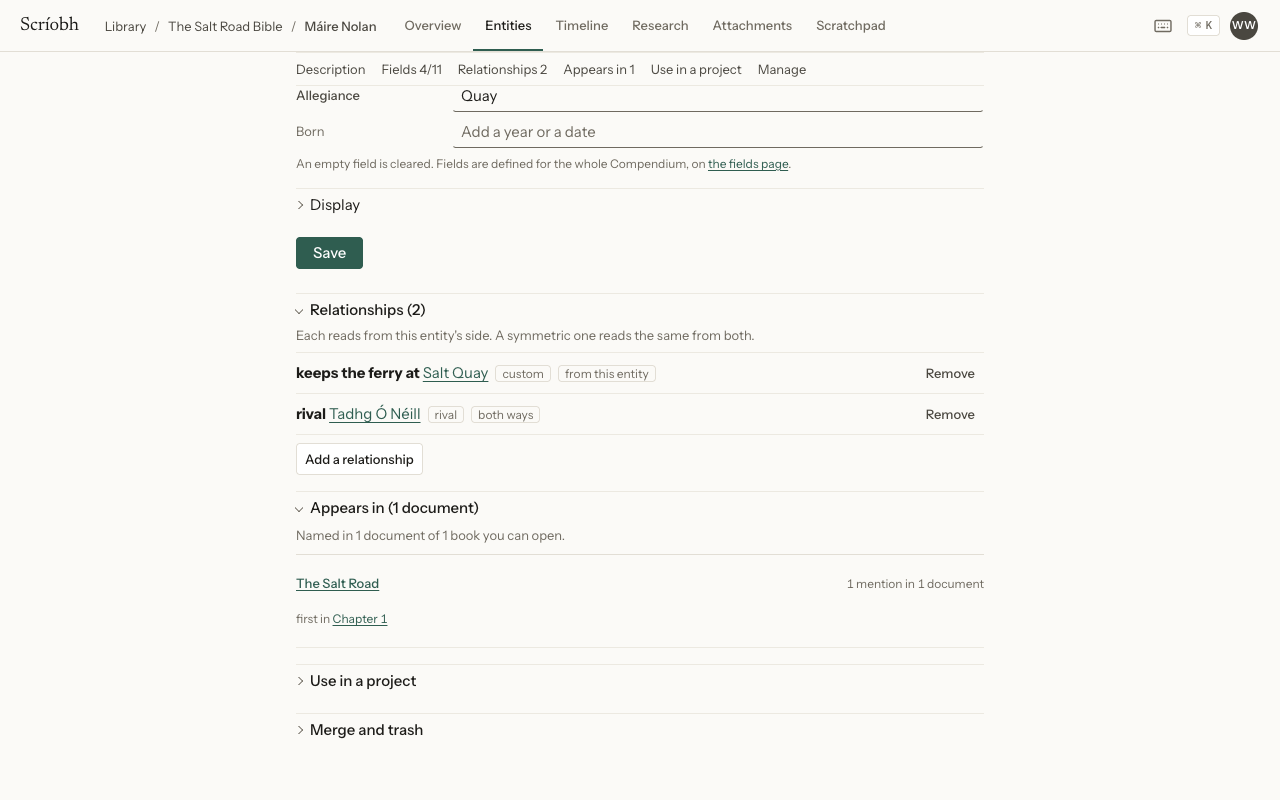 Scríobh Library / The Salt Road Bible / Máire Nolan Overview Entities Timeline Research Attachments Scratchpad ⌘ K WW
Description Fields 4/11 Relationships 2 Appears in 1 Use in a project Manage
Allegiance Quay
Born Add a year or a date
An empty field is cleared. Fields are defined for the whole Compendium, on the fields page.
Display
Save
Relationships (2)
Each reads from this entity's side. A symmetric one reads the same from both.
keeps the ferry at Salt Quay custom from this entity Remove
rival Tadhg Ó Néill rival both ways Remove
Add a relationship
Appears in (1 document)
Named in 1 document of 1 book you can open.
The Salt Road 1 mention in 1 document
first in Chapter 1
Use in a project
Merge and trash